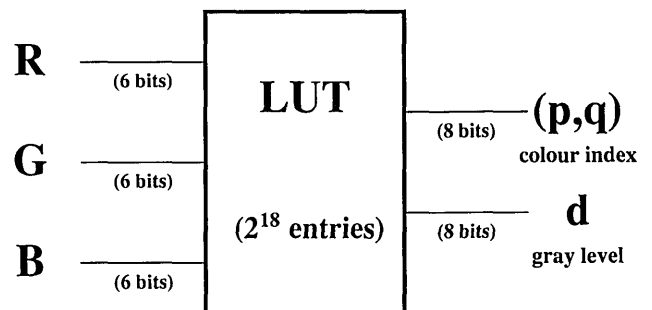 R
(6 bits)
G
(6 bits)
B
(6 bits)
LUT
(2^18 entries)
(8 bits)
(p,q)
colour index
(8 bits)
d
gray level